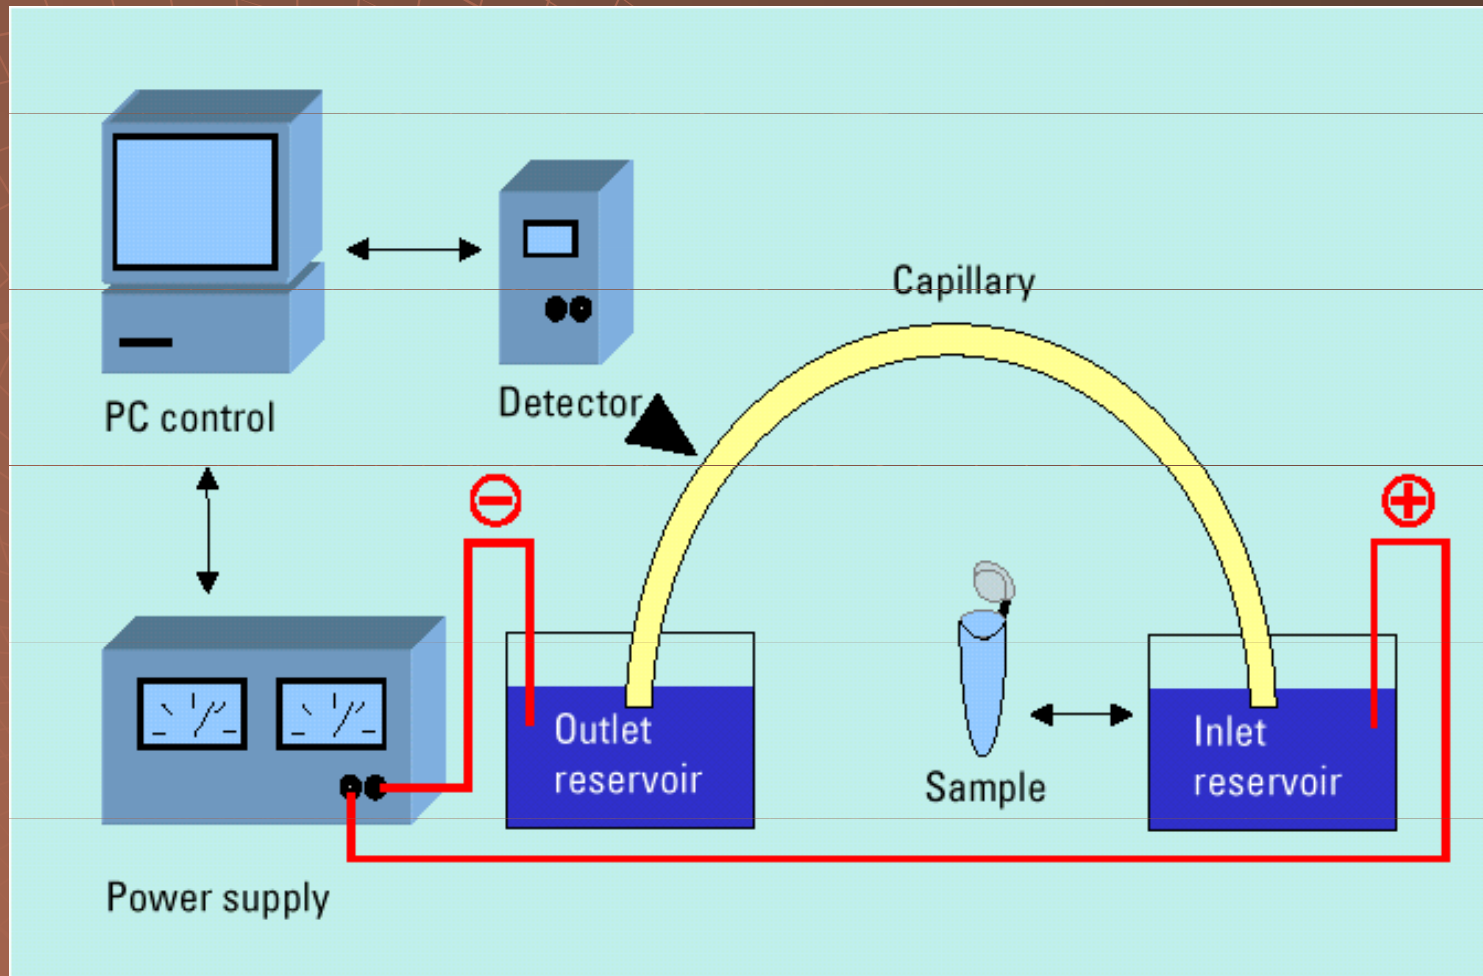 Capillary
Detector
PC control
Outlet
reservoir
Inlet
reservoir
Sample
Power supply